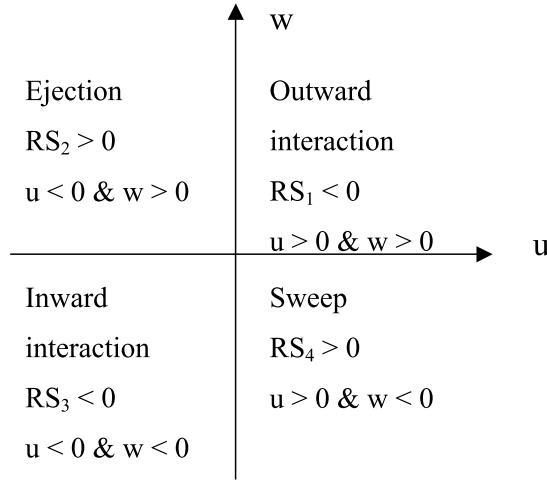 w
Ejection
RS₂ > 0
u < 0 & w > 0
Outward
interaction
RS₁ < 0
u > 0 & w > 0
u
Inward
interaction
RS₃ < 0
u < 0 & w < 0
Sweep
RS₄ > 0
u > 0 & w < 0